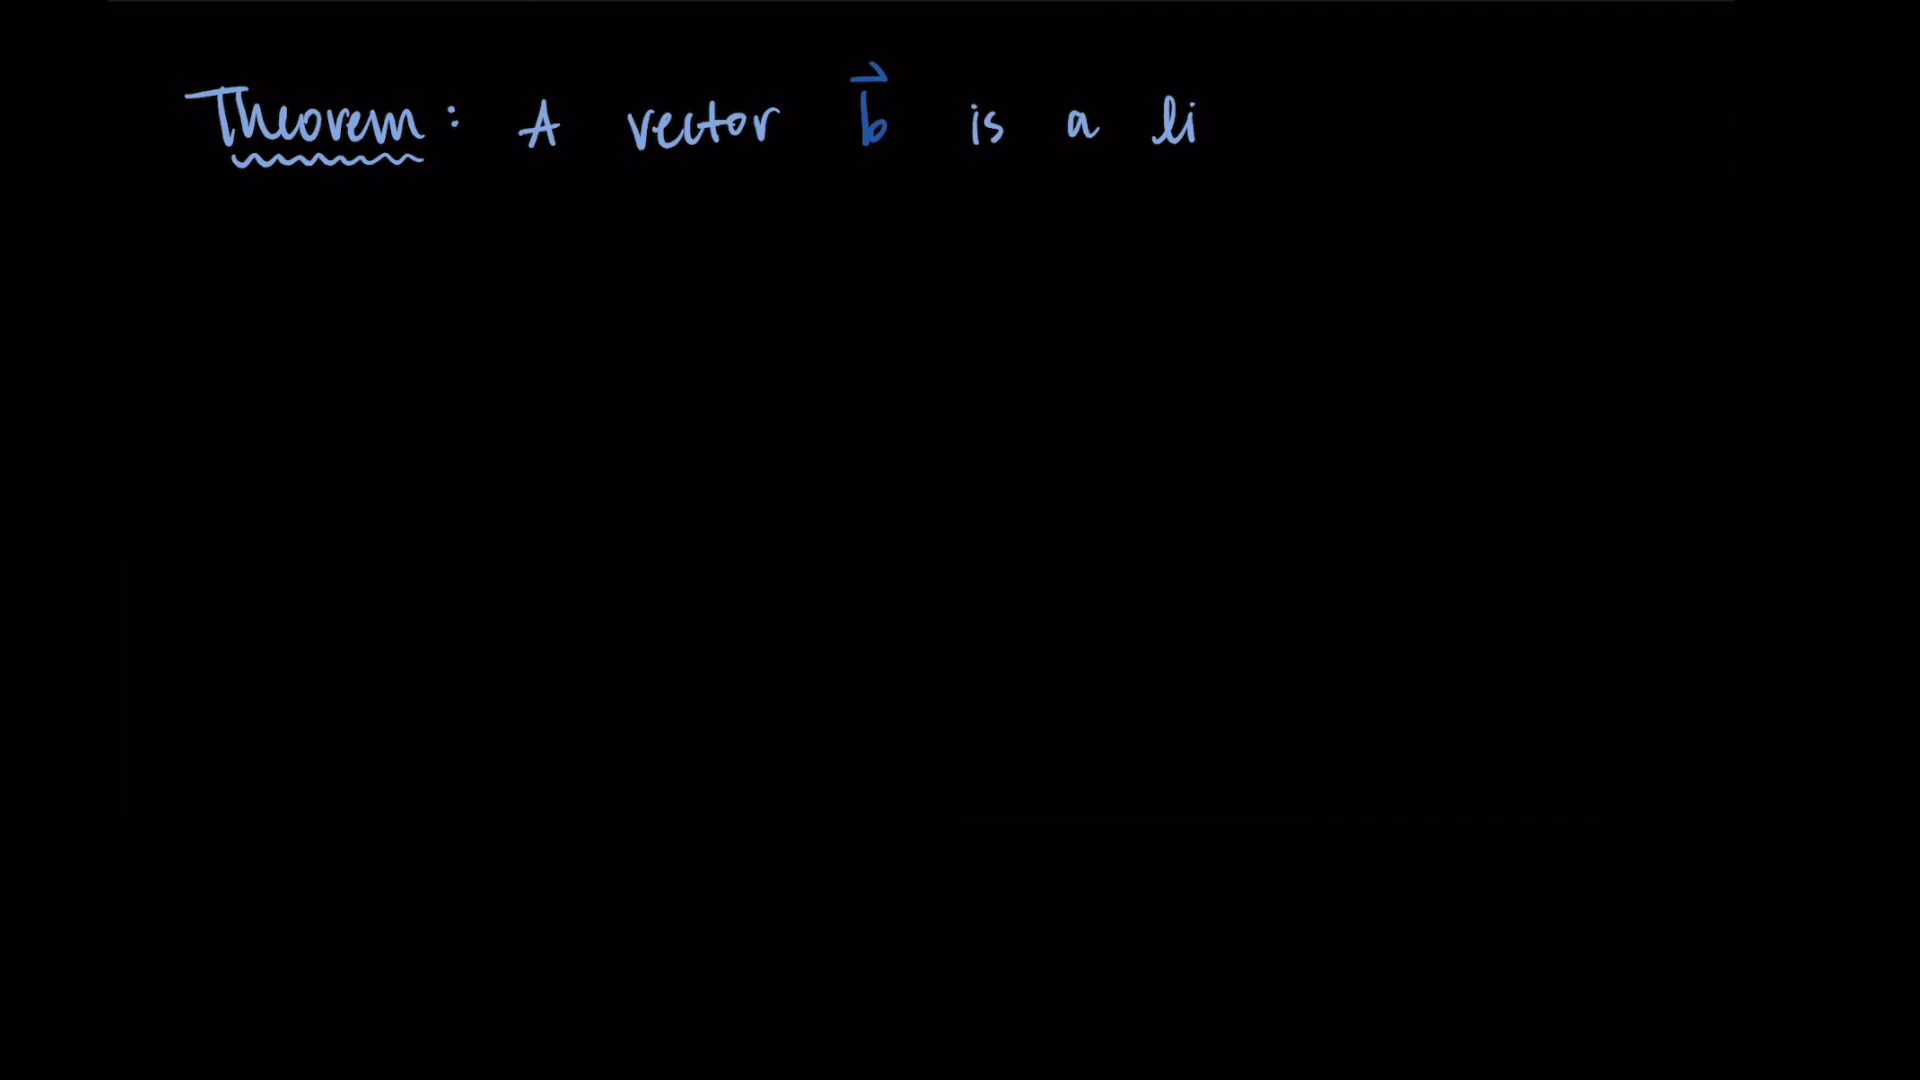 Theorem: A vector b⃗ is a li